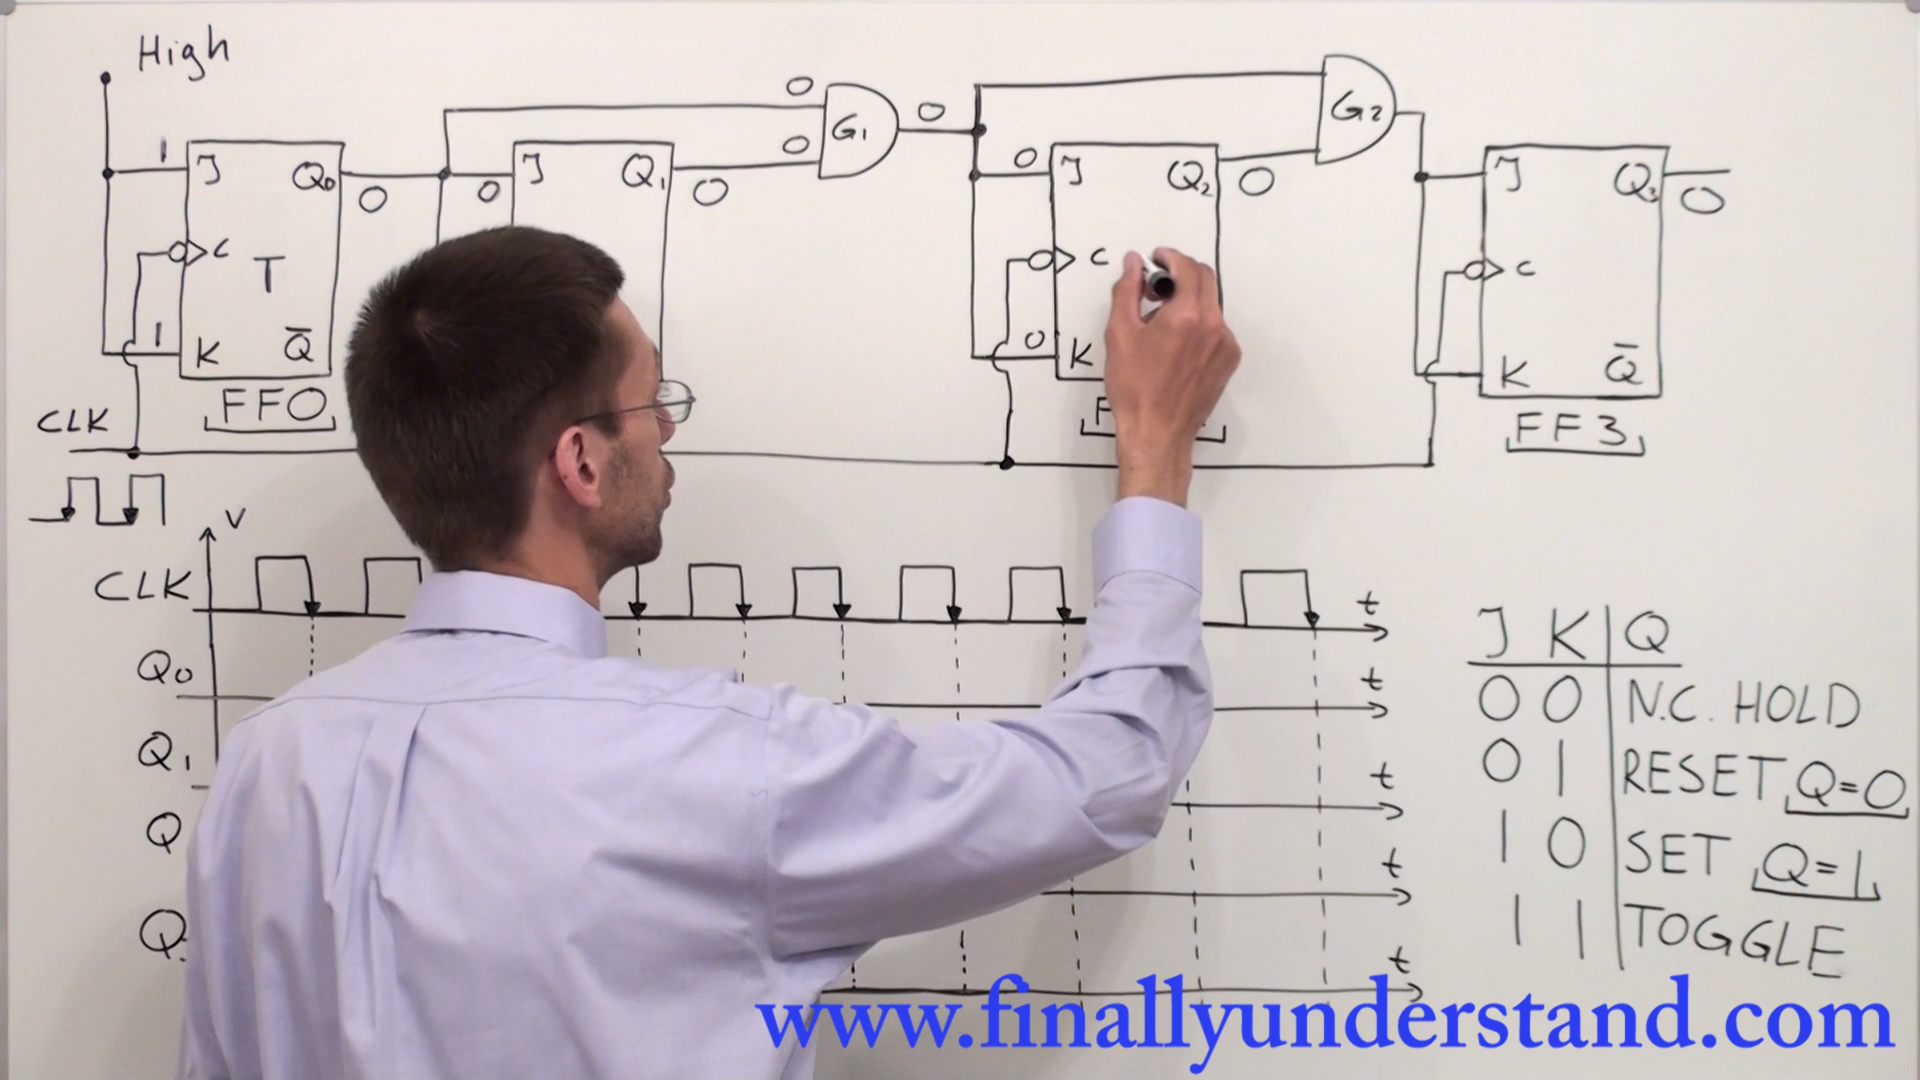 High
0
1 J Q0 0
0 J Q1 0
0 G1 0
0 J Q2 0
G2
J Q3 0
C T
C
C
1 K Q̅
0 K
K Q̅
FF0
FF3
CLK
V
CLK
t
Q0
t
Q1
t
Q
t
Q
t
J K Q
0 0 N.C. HOLD
0 1 RESET Q=0
1 0 SET Q=1
1 1 TOGGLE
www.finallyunderstand.com